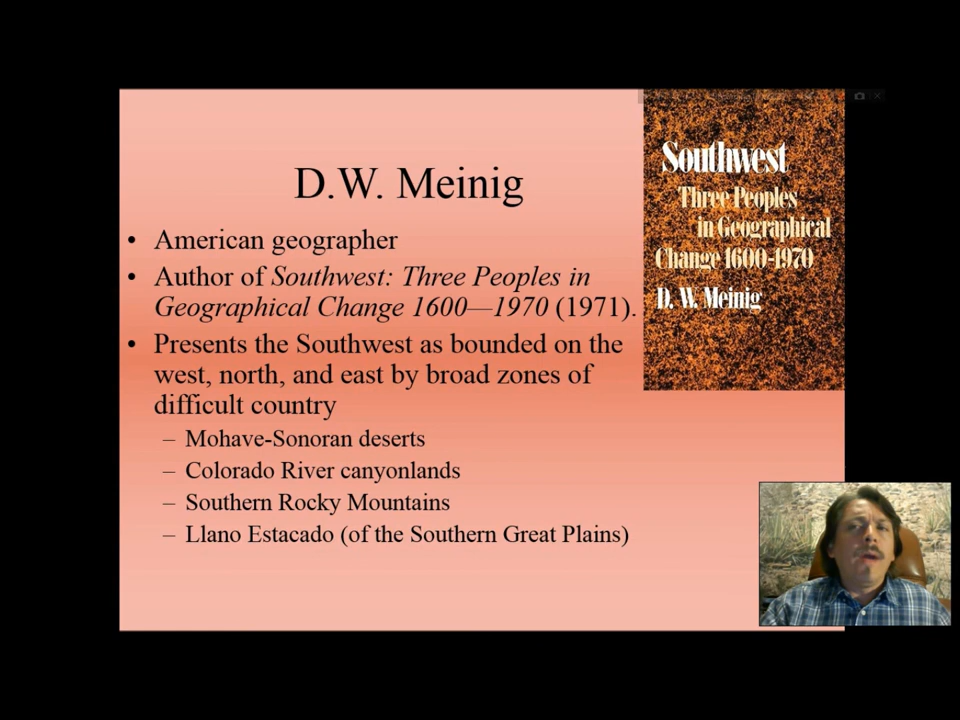 D.W. Meinig
• American geographer
• Author of Southwest: Three Peoples in
Geographical Change 1600—1970 (1971).
• Presents the Southwest as bounded on the
west, north, and east by broad zones of
difficult country
– Mohave-Sonoran deserts
– Colorado River canyonlands
– Southern Rocky Mountains
– Llano Estacado (of the Southern Great Plains)
Southwest
Three Peoples
in Geographical
Change 1600-1970
D. W. Meinig